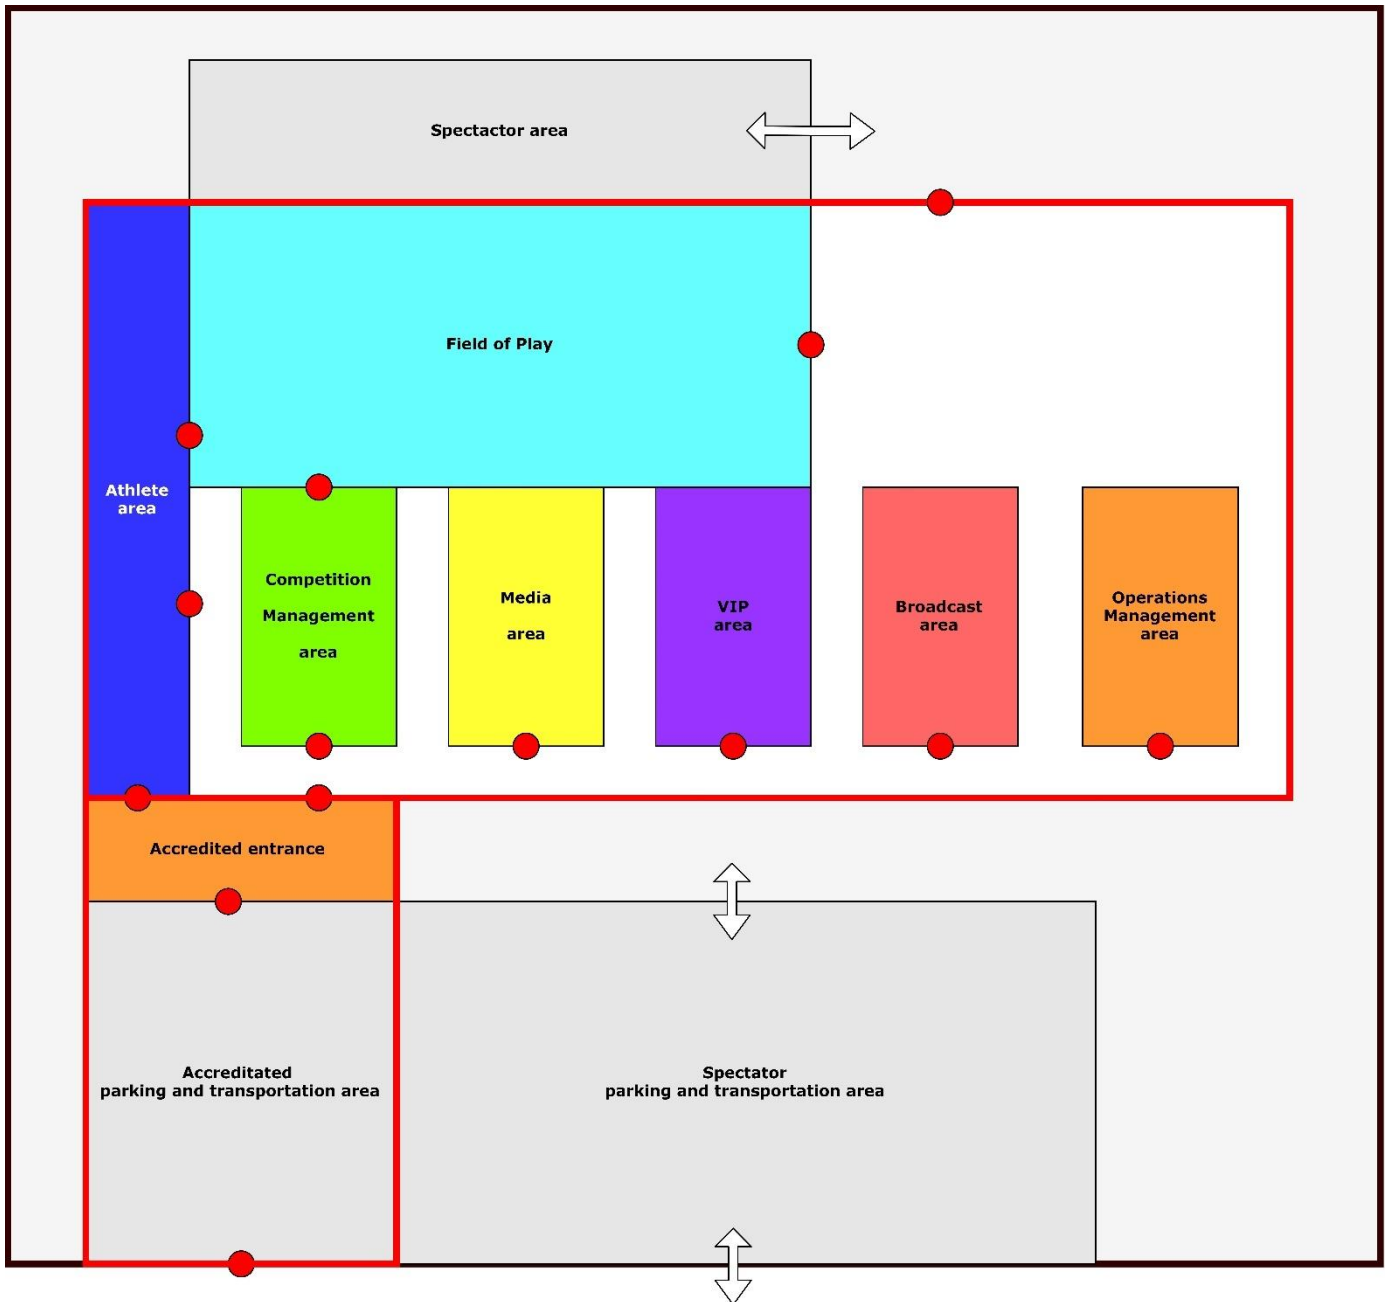 Spectactor area
Field of Play
Athlete
area
Competition
Management
area
Media
area
VIP
area
Broadcast
area
Operations
Management
area
Accredited entrance
Accreditated
parking and transportation area
Spectator
parking and transportation area